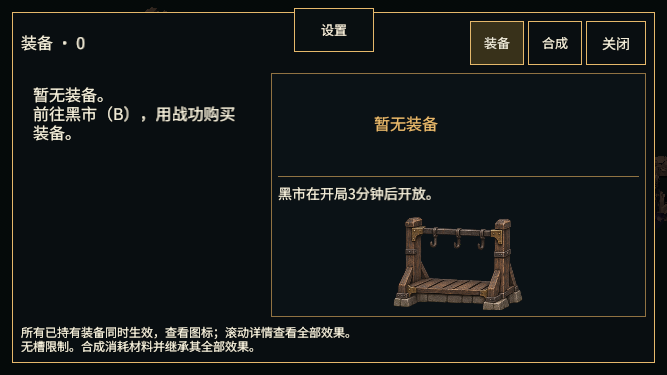 设置
装备 · 0
装备
合成
关闭
暂无装备。
前往黑市（B），用战功购买
装备。
暂无装备
黑市在开局3分钟后开放。
所有已持有装备同时生效，查看图标；滚动详情查看全部效果。
无槽限制。合成消耗材料并继承其全部效果。